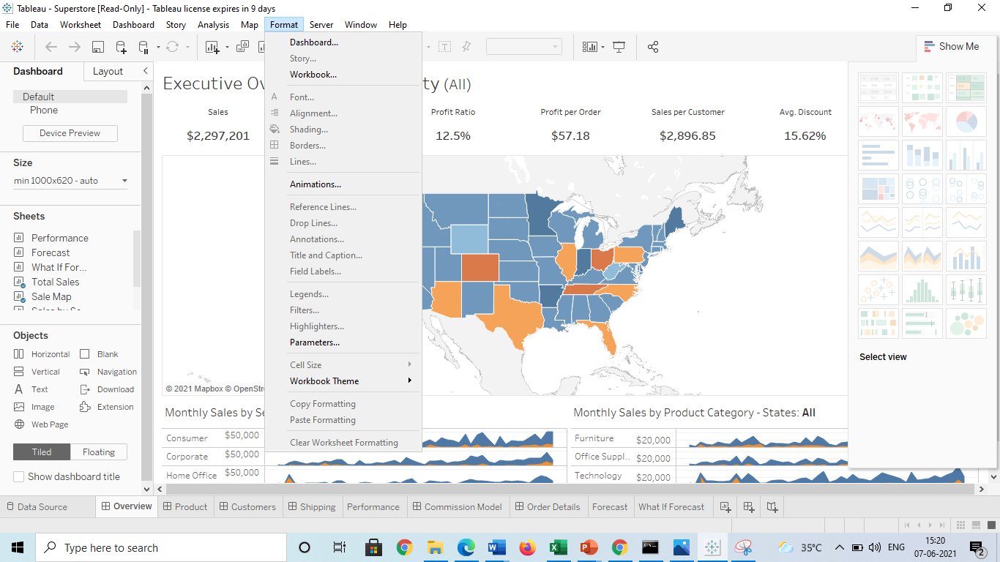 Tableau - Superstore [Read-Only] - Tableau license expires in 9 days
File Data Worksheet Dashboard Story Analysis Map Format Server Window Help
Show Me
Dashboard Layout
Default
Phone
Device Preview
Size
min 1000x620 - auto
Sheets
Performance
Forecast
What If For...
Total Sales
Sale Map
Objects
Horizontal Blank
Vertical Navigation
Text Download
Image Extension
Web Page
Tiled Floating
Show dashboard title
Dashboard...
Story...
Workbook...
Font...
Alignment...
Shading...
Borders...
Lines...
Animations...
Reference Lines...
Drop Lines...
Annotations...
Title and Caption...
Field Labels...
Legends...
Filters...
Highlighters...
Parameters...
Cell Size
Workbook Theme
Copy Formatting
Paste Formatting
Clear Worksheet Formatting
Executive Ov ty (All)
Sales Profit Ratio Profit per Order Sales per Customer Avg. Discount
$2,297,201 12.5% $57.18 $2,896.85 15.62%
© 2021 Mapbox © OpenStre
Select view
Monthly Sales by Se
Consumer $50,000
Corporate $50,000
Home Office $50,000
Monthly Sales by Product Category - States: All
Furniture $20,000
Office Suppl.. $20,000
Technology $20,000
Data Source Overview Product Customers Shipping Performance Commission Model Order Details Forecast What If Forecast
Type here to search
35°C ENG
15:20
07-06-2021
2